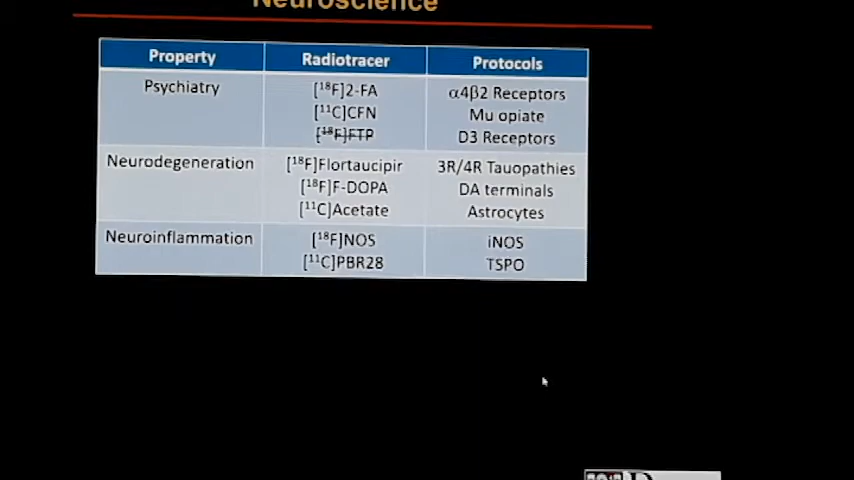 Neuroscience
Property Radiotracer Protocols
Psychiatry [¹⁸F]2-FA α4β2 Receptors
[¹¹C]CFN Mu opiate
[¹⁸F]FTP D3 Receptors
Neurodegeneration [¹⁸F]Flortaucipir 3R/4R Tauopathies
[¹⁸F]F-DOPA DA terminals
[¹¹C]Acetate Astrocytes
Neuroinflammation [¹⁸F]NOS iNOS
[¹¹C]PBR28 TSPO